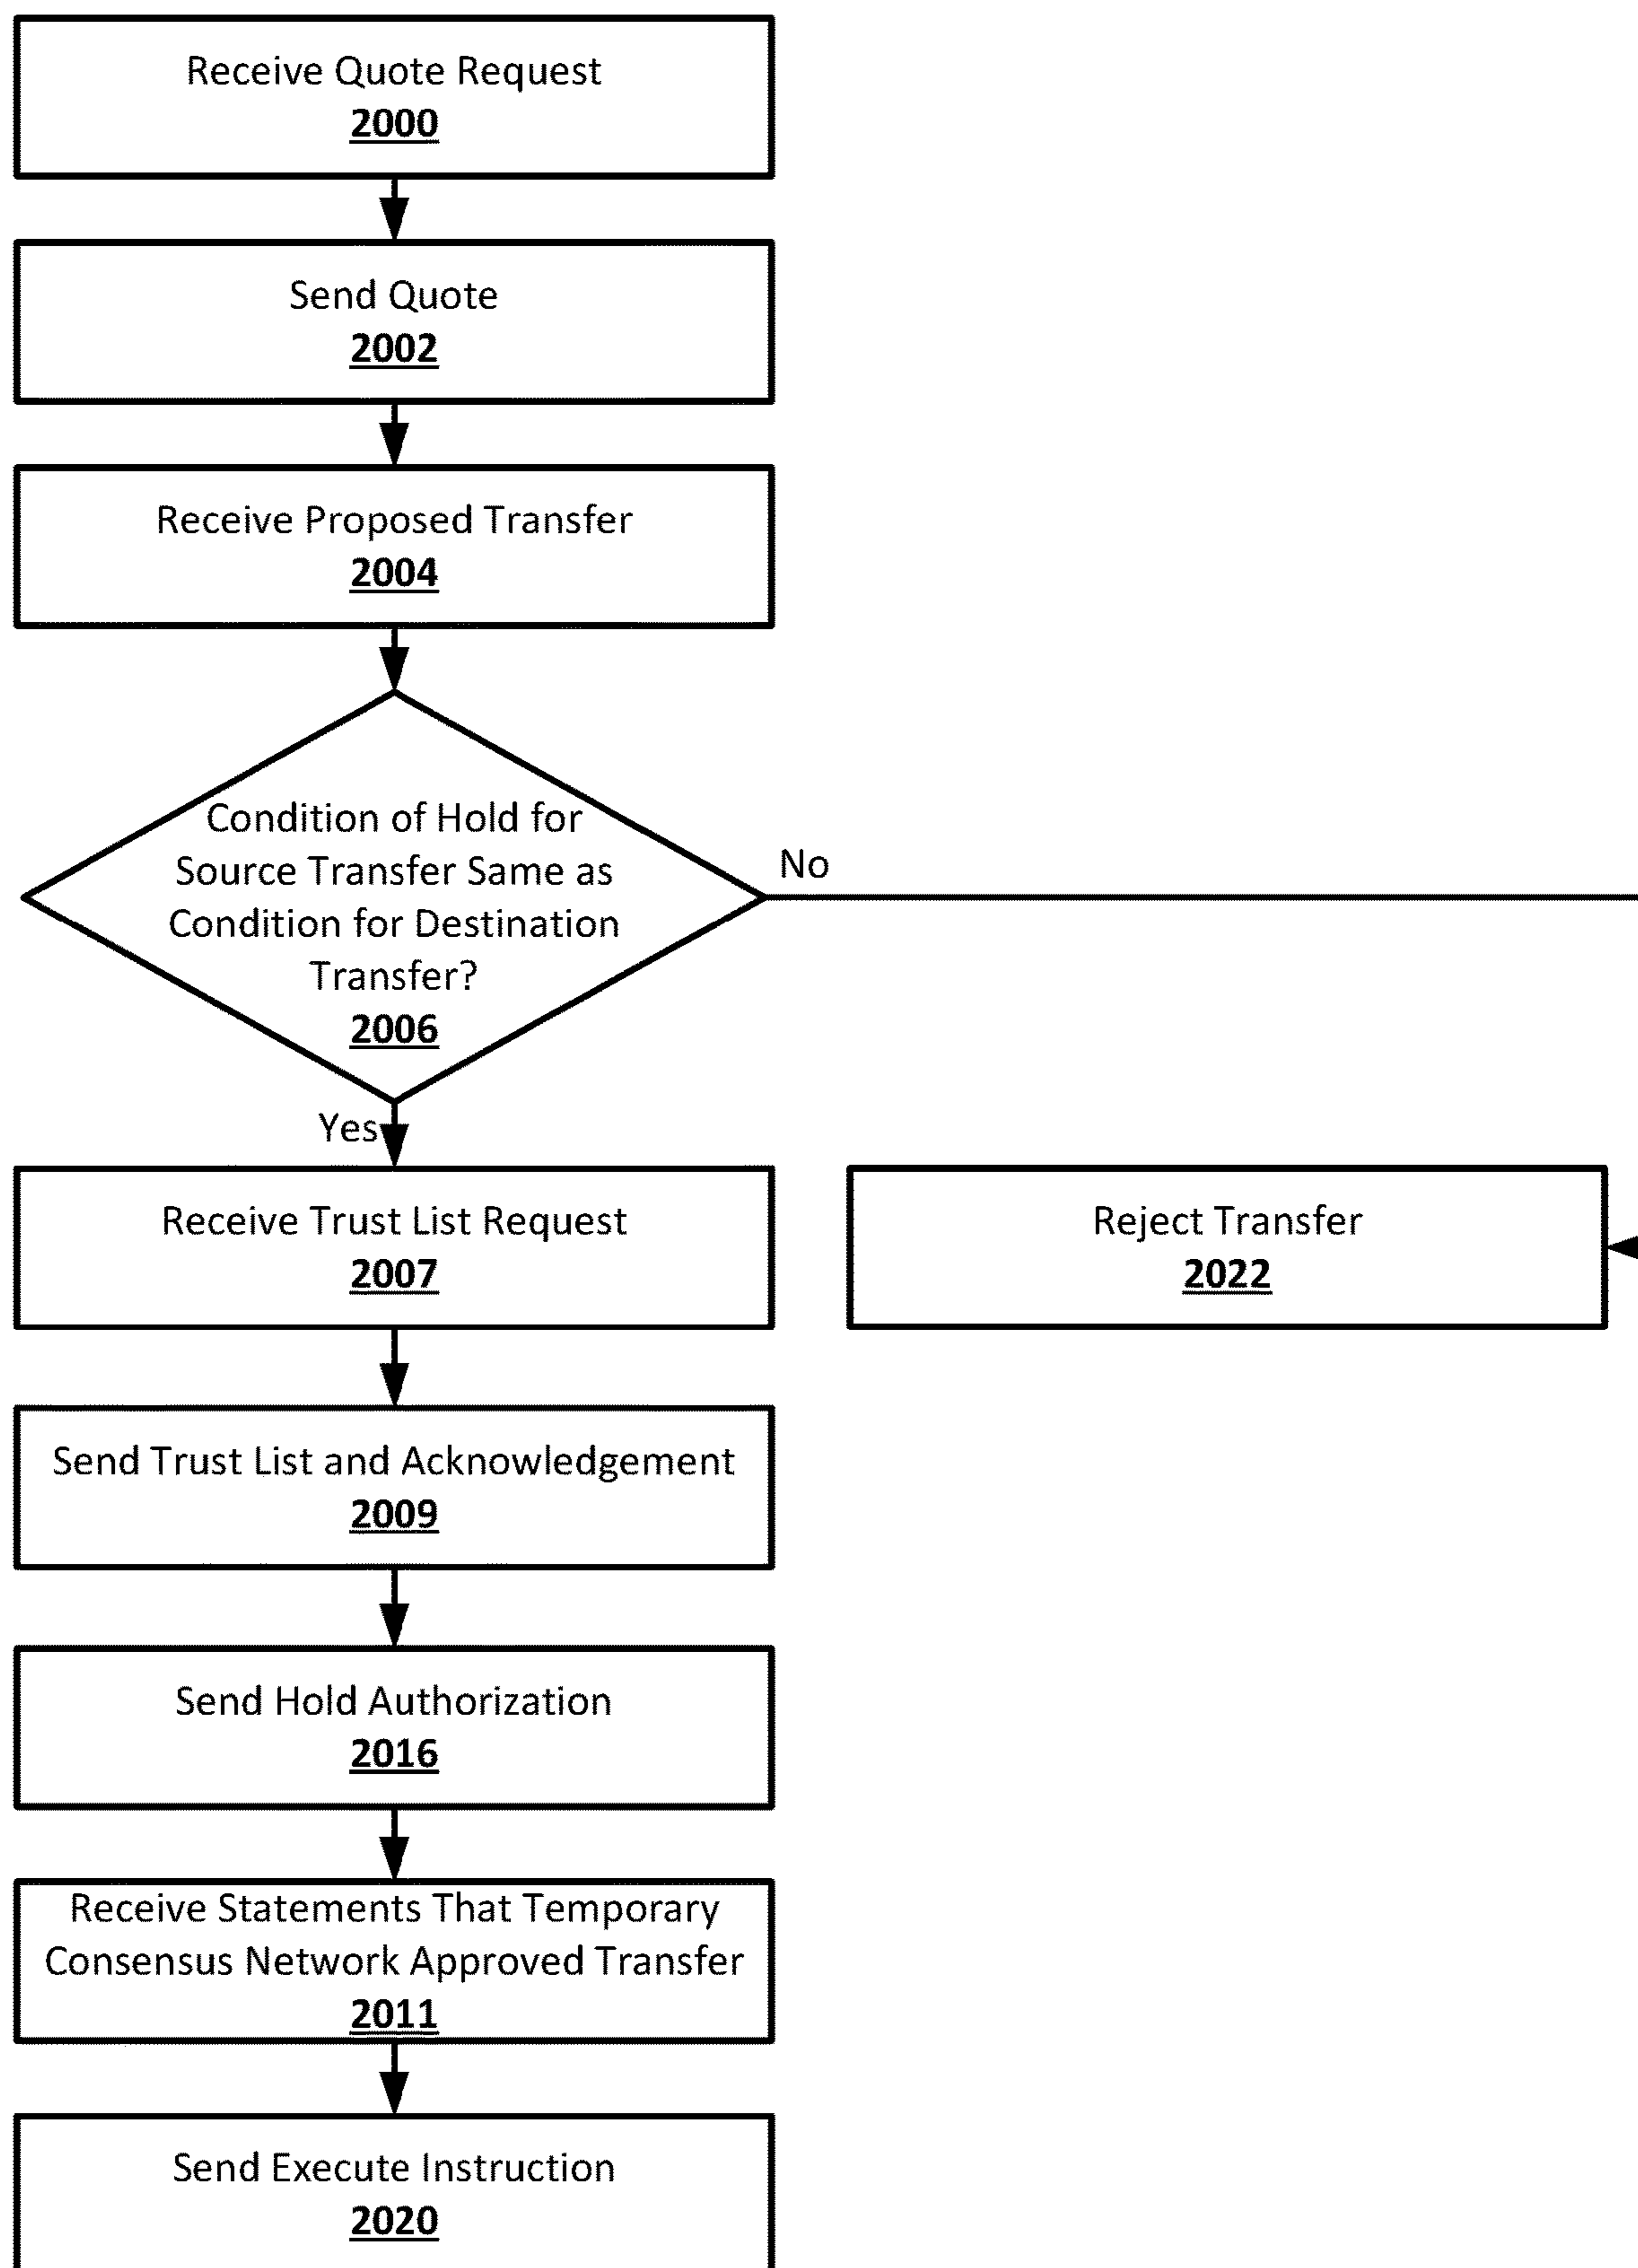 Receive Quote Request
2000
Send Quote
2002
Receive Proposed Transfer
2004
Condition of Hold for
Source Transfer Same as
Condition for Destination
Transfer?
2006
No
Yes
Receive Trust List Request
2007
Reject Transfer
2022
Send Trust List and Acknowledgement
2009
Send Hold Authorization
2016
Receive Statements That Temporary
Consensus Network Approved Transfer
2011
Send Execute Instruction
2020